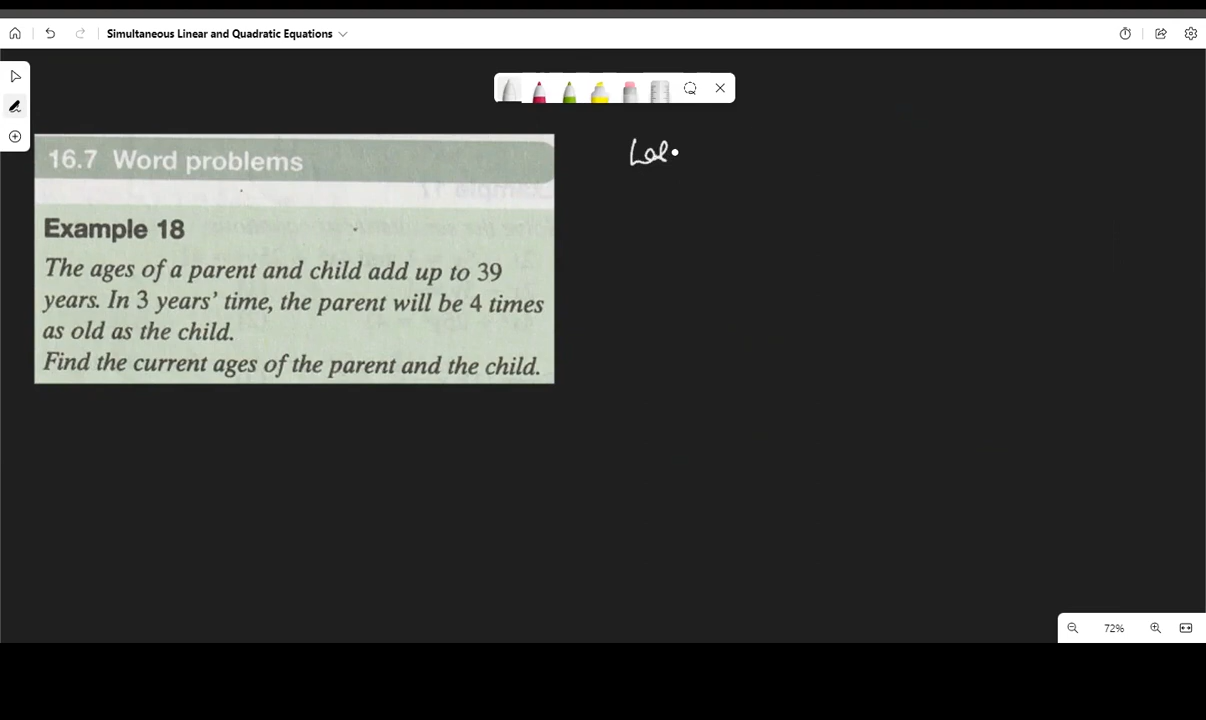 Simultaneous Linear and Quadratic Equations
16.7 Word problems
Example 18
The ages of a parent and child add up to 39
years. In 3 years' time, the parent will be 4 times
as old as the child.
Find the current ages of the parent and the child.
72%